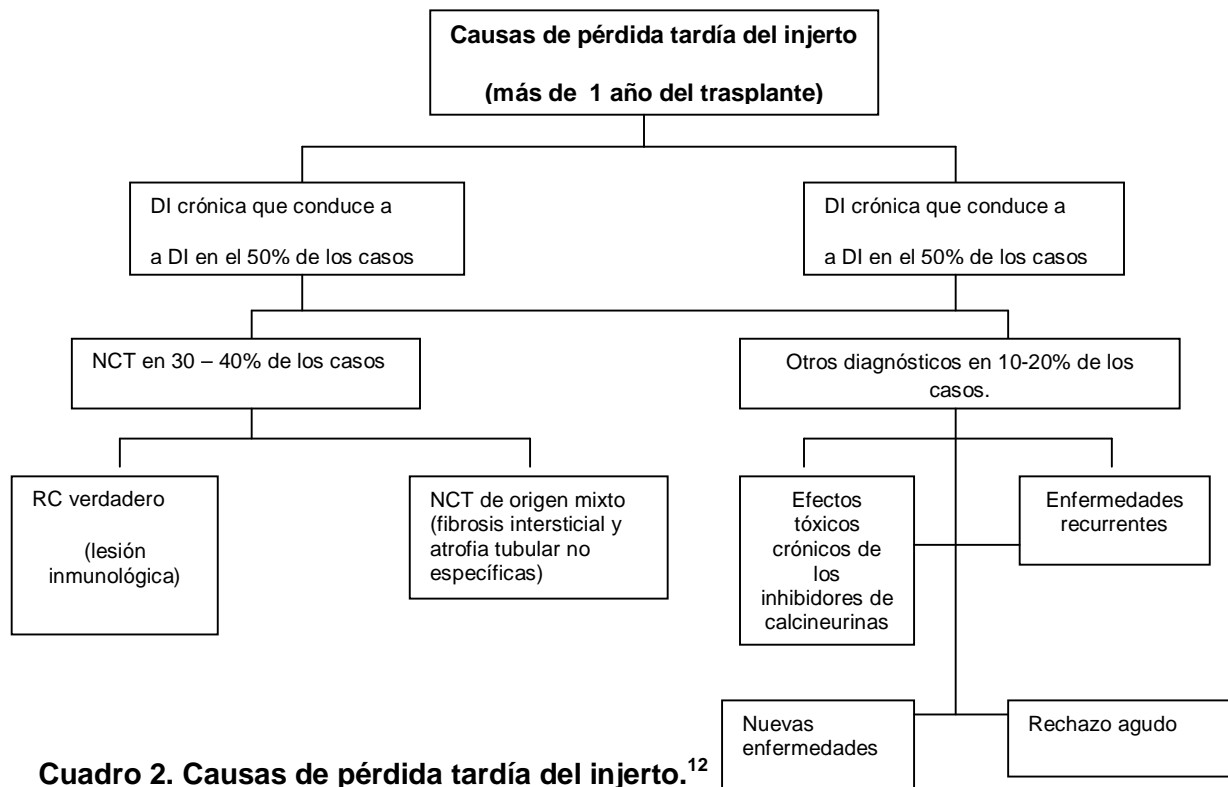 Causas de pérdida tardía del injerto
(más de 1 año del trasplante)
DI crónica que conduce a
a DI en el 50% de los casos
DI crónica que conduce a
a DI en el 50% de los casos
NCT en 30 – 40% de los casos
Otros diagnósticos en 10-20% de los
casos.
RC verdadero
(lesión
inmunológica)
NCT de origen mixto
(fibrosis intersticial y
atrofia tubular no
específicas)
Efectos
tóxicos
crónicos de
los
inhibidores de
calcineurinas
Enfermedades
recurrentes
Nuevas
enfermedades
Rechazo agudo
Cuadro 2. Causas de pérdida tardía del injerto.12